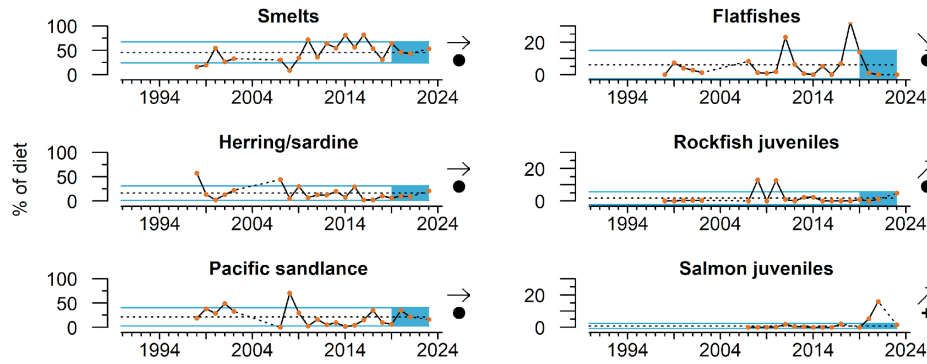 Smelts
100
50
0
1994 2004 2014 2024
Flatfishes
20
0
1994 2004 2014 2024
Herring/sardine
100
50
0
1994 2004 2014 2024
Rockfish juveniles
20
0
1994 2004 2014 2024
% of diet
Pacific sandlance
100
50
0
1994 2004 2014 2024
Salmon juveniles
20
0
1994 2004 2014 2024